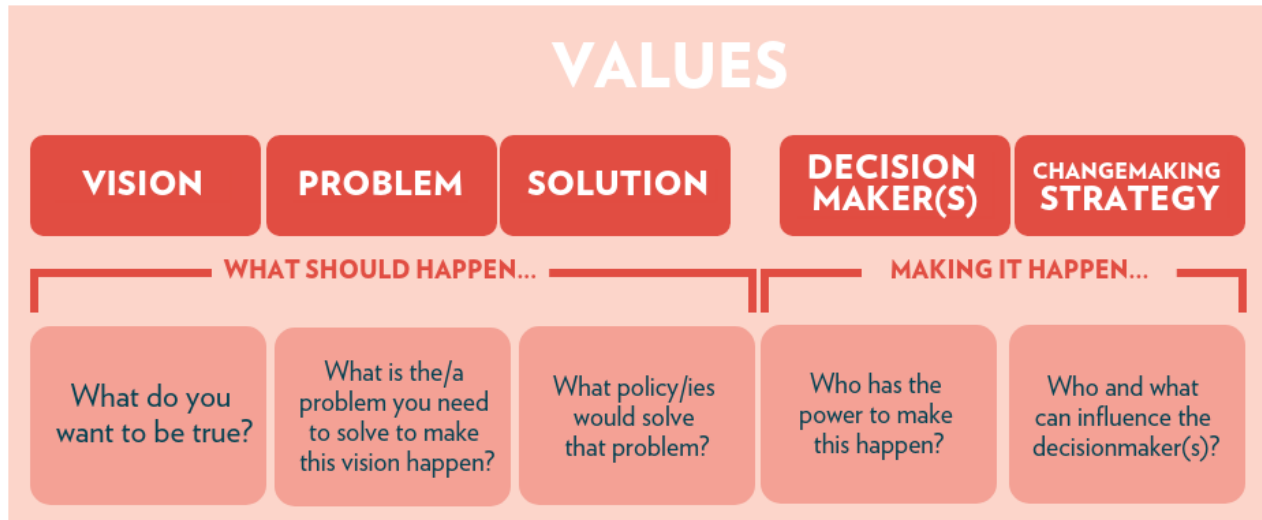 VALUES
VISION
PROBLEM
SOLUTION
DECISION
MAKER(S)
CHANGEMAKING
STRATEGY
WHAT SHOULD HAPPEN...
MAKING IT HAPPEN...
What do you
want to be true?
What is the/a
problem you need
to solve to make
this vision happen?
What policy/ies
would solve
that problem?
Who has the
power to make
this happen?
Who and what
can influence the
decisionmaker(s)?